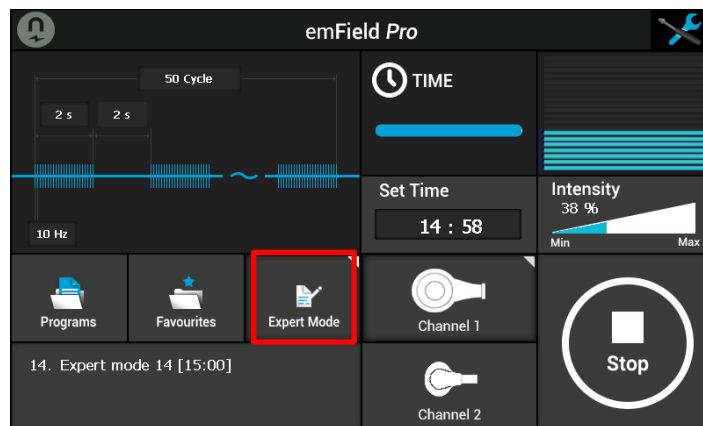 emField Pro
50 Cycle
2 s
2 s
10 Hz
TIME
Set Time
14 : 58
Intensity
38 %
Min
Max
Programs
Favourites
Expert Mode
Channel 1
Stop
14. Expert mode 14 [15:00]
Channel 2